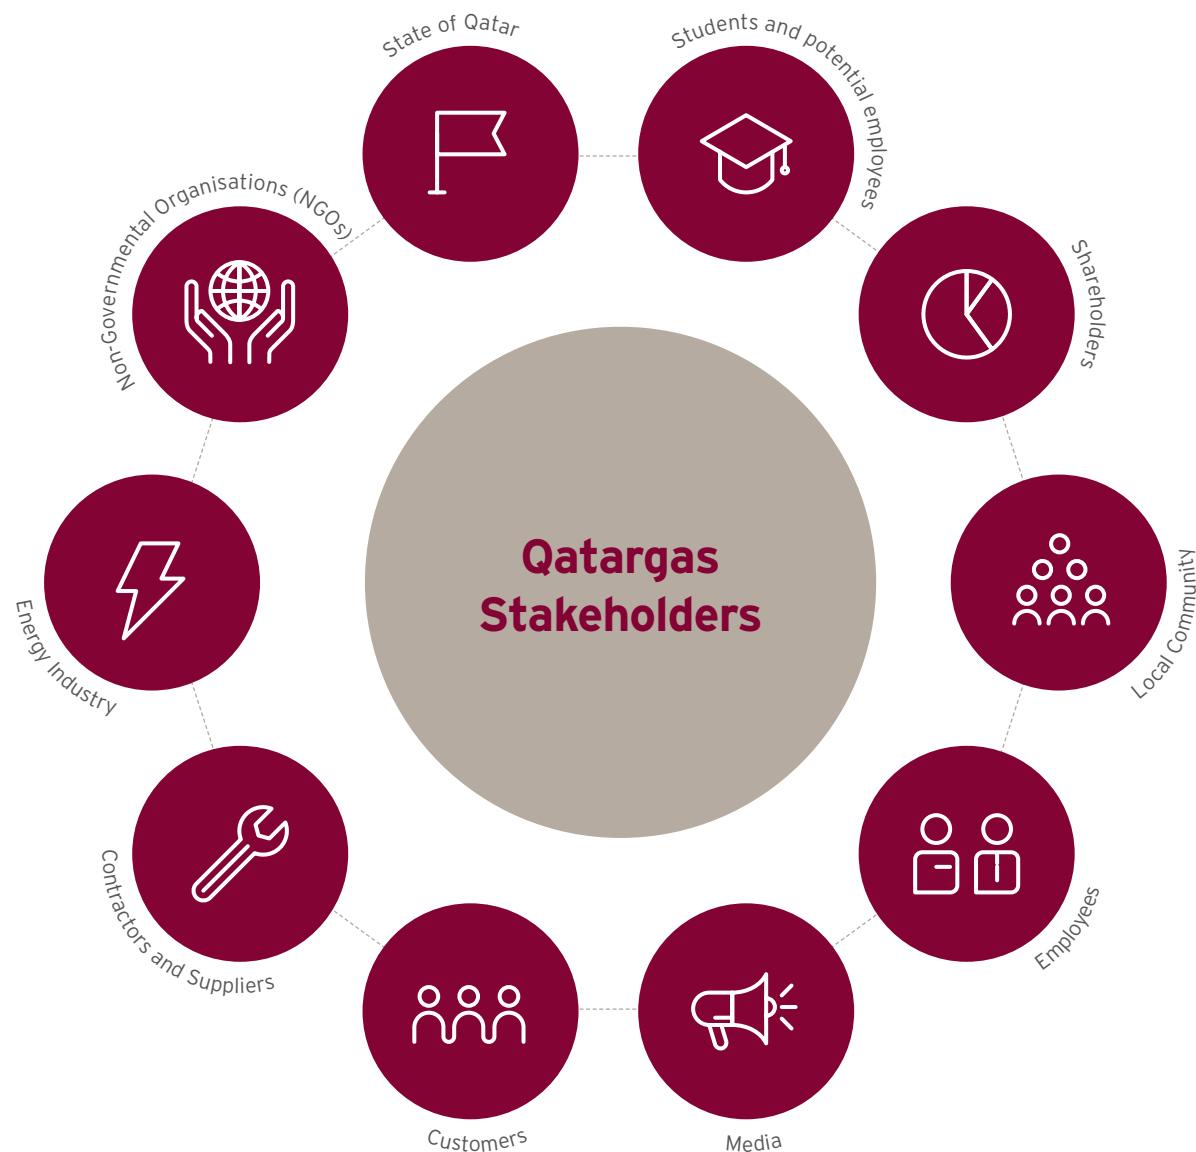 State of Qatar
Students and potential employees
Shareholders
Local Community
Employees
Media
Customers
Contractors and Suppliers
Energy Industry
Non-Governmental Organisations (NGOs)
Qatargas
Stakeholders